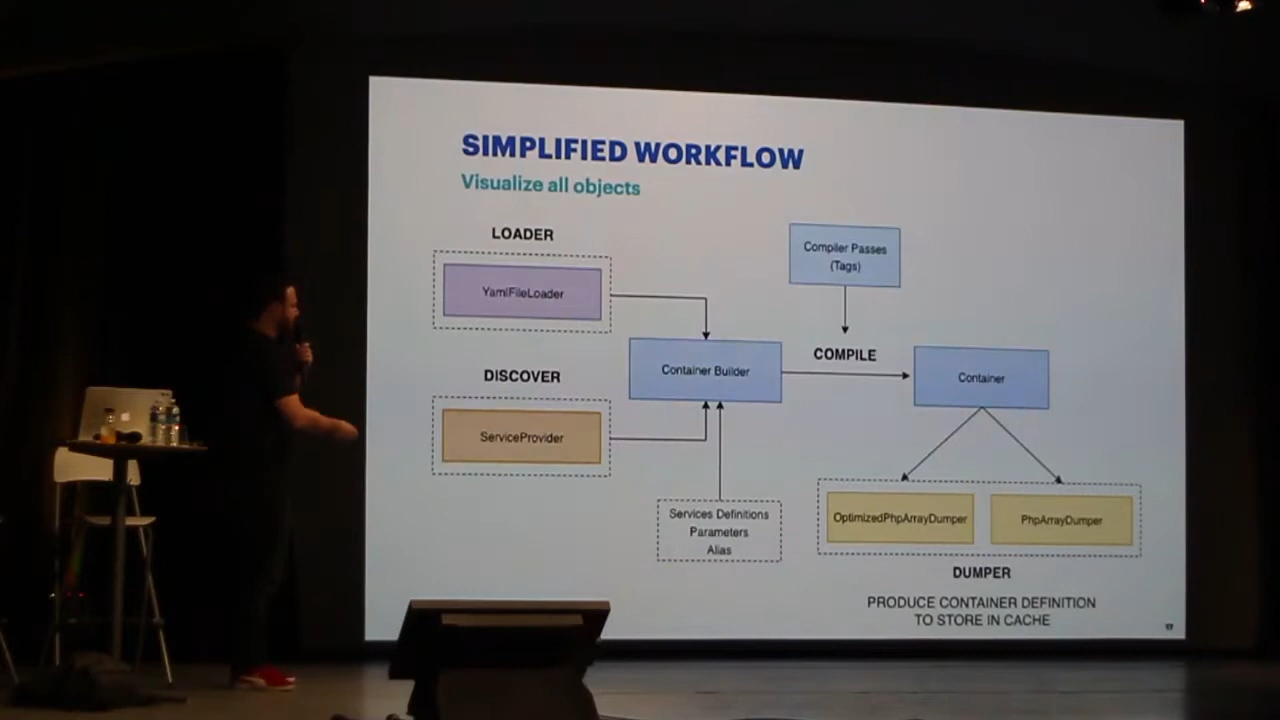 SIMPLIFIED WORKFLOW
Visualize all objects
LOADER
YamlFileLoader
DISCOVER
ServiceProvider
Container Builder
Services Definitions
Parameters
Alias
Compiler Passes
(Tags)
COMPILE
Container
OptimizedPhpArrayDumper
PhpArrayDumper
DUMPER
PRODUCE CONTAINER DEFINITION
TO STORE IN CACHE